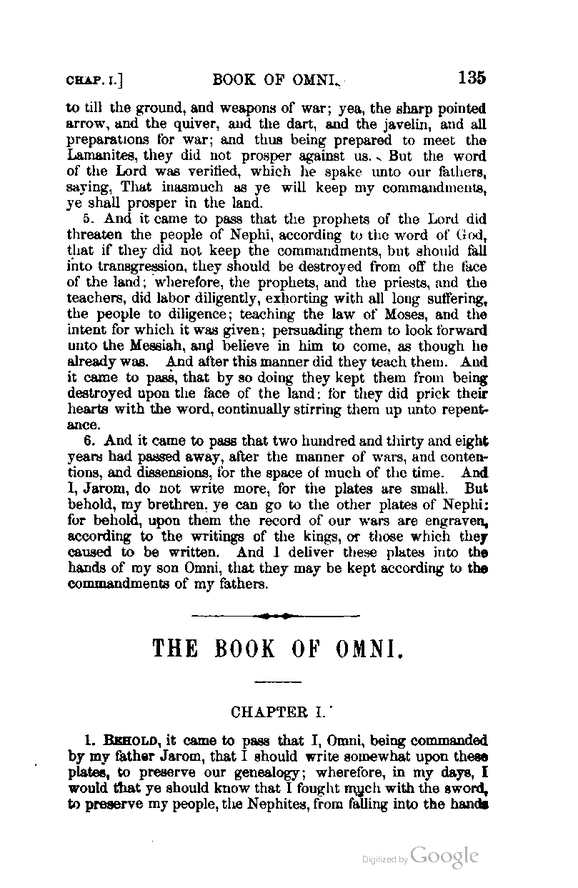 CHAP. I.] BOOK OF OMNI. 135
to till the ground, and weapons of war; yea, the sharp pointed
arrow, and the quiver, and the dart, and the javelin, and all
preparations for war; and thus being prepared to meet the
Lamanites, they did not prosper against us. But the word
of the Lord was verified, which he spake unto our fathers,
saying, That inasmuch as ye will keep my commandments,
ye shall prosper in the land.
5. And it came to pass that the prophets of the Lord did
threaten the people of Nephi, according to the word of God,
that if they did not keep the commandments, but should fall
into transgression, they should be destroyed from off the face
of the land; wherefore, the prophets, and the priests, and the
teachers, did labor diligently, exhorting with all long suffering,
the people to diligence; teaching the law of Moses, and the
intent for which it was given; persuading them to look forward
unto the Messiah, and believe in him to come, as though he
already was. And after this manner did they teach them. And
it came to pass, that by so doing they kept them from being
destroyed upon the face of the land; for they did prick their
hearts with the word, continually stirring them up unto repent-
ance.
6. And it came to pass that two hundred and thirty and eight
years had passed away, after the manner of wars, and conten-
tions, and dissensions, for the space of much of the time. And
I, Jarom, do not write more, for the plates are small. But
behold, my brethren, ye can go to the other plates of Nephi;
for behold, upon them the record of our wars are engraven,
according to the writings of the kings, or those which they
caused to be written. And I deliver these plates into the
hands of my son Omni, that they may be kept according to the
commandments of my fathers.
THE BOOK OF OMNI.
CHAPTER I.
1. BEHOLD, it came to pass that I, Omni, being commanded
by my father Jarom, that I should write somewhat upon these
plates, to preserve our genealogy; wherefore, in my days, I
would that ye should know that I fought much with the sword,
to preserve my people, the Nephites, from falling into the hands
Digitized by Google